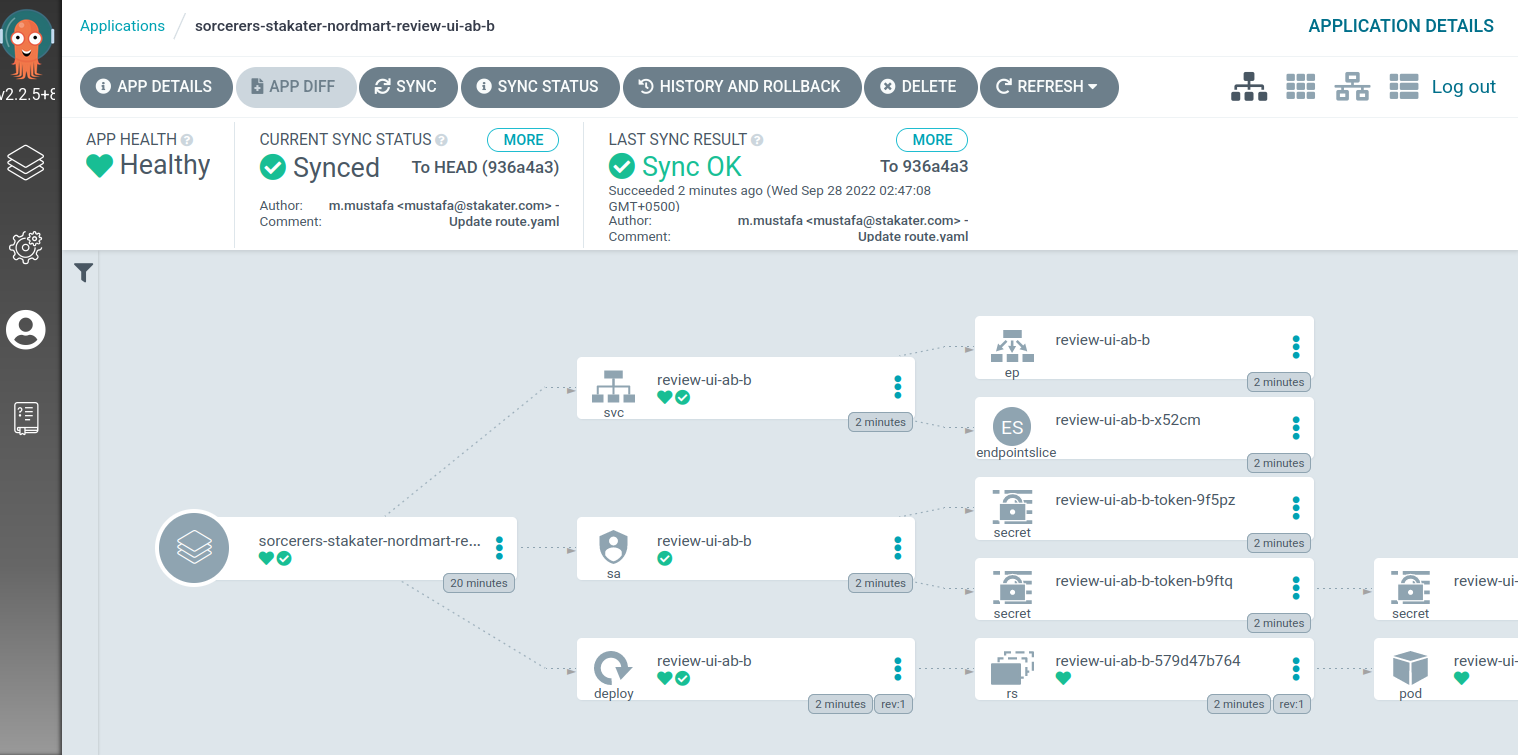 Applications / sorcerers-stakater-nordmart-review-ui-ab-b
APPLICATION DETAILS
v2.2.5+8
APP DETAILS
APP DIFF
SYNC
SYNC STATUS
HISTORY AND ROLLBACK
DELETE
REFRESH
Log out
APP HEALTH
Healthy
CURRENT SYNC STATUS
MORE
Synced
To HEAD (936a4a3)
Author: m.mustafa <mustafa@stakater.com> -
Comment: Update route.yaml
LAST SYNC RESULT
MORE
Sync OK
To 936a4a3
Succeeded 2 minutes ago (Wed Sep 28 2022 02:47:08
GMT+0500)
Author: m.mustafa <mustafa@stakater.com> -
Comment: Update route.yaml
sorcerers-stakater-nordmart-re...
20 minutes
svc
review-ui-ab-b
2 minutes
sa
review-ui-ab-b
2 minutes
deploy
review-ui-ab-b
2 minutes
rev:1
ep
review-ui-ab-b
2 minutes
ES
endpointslice
review-ui-ab-b-x52cm
2 minutes
secret
review-ui-ab-b-token-9f5pz
2 minutes
secret
review-ui-ab-b-token-b9ftq
2 minutes
rs
review-ui-ab-b-579d47b764
2 minutes
rev:1
secret
review-ui-
pod
review-ui-